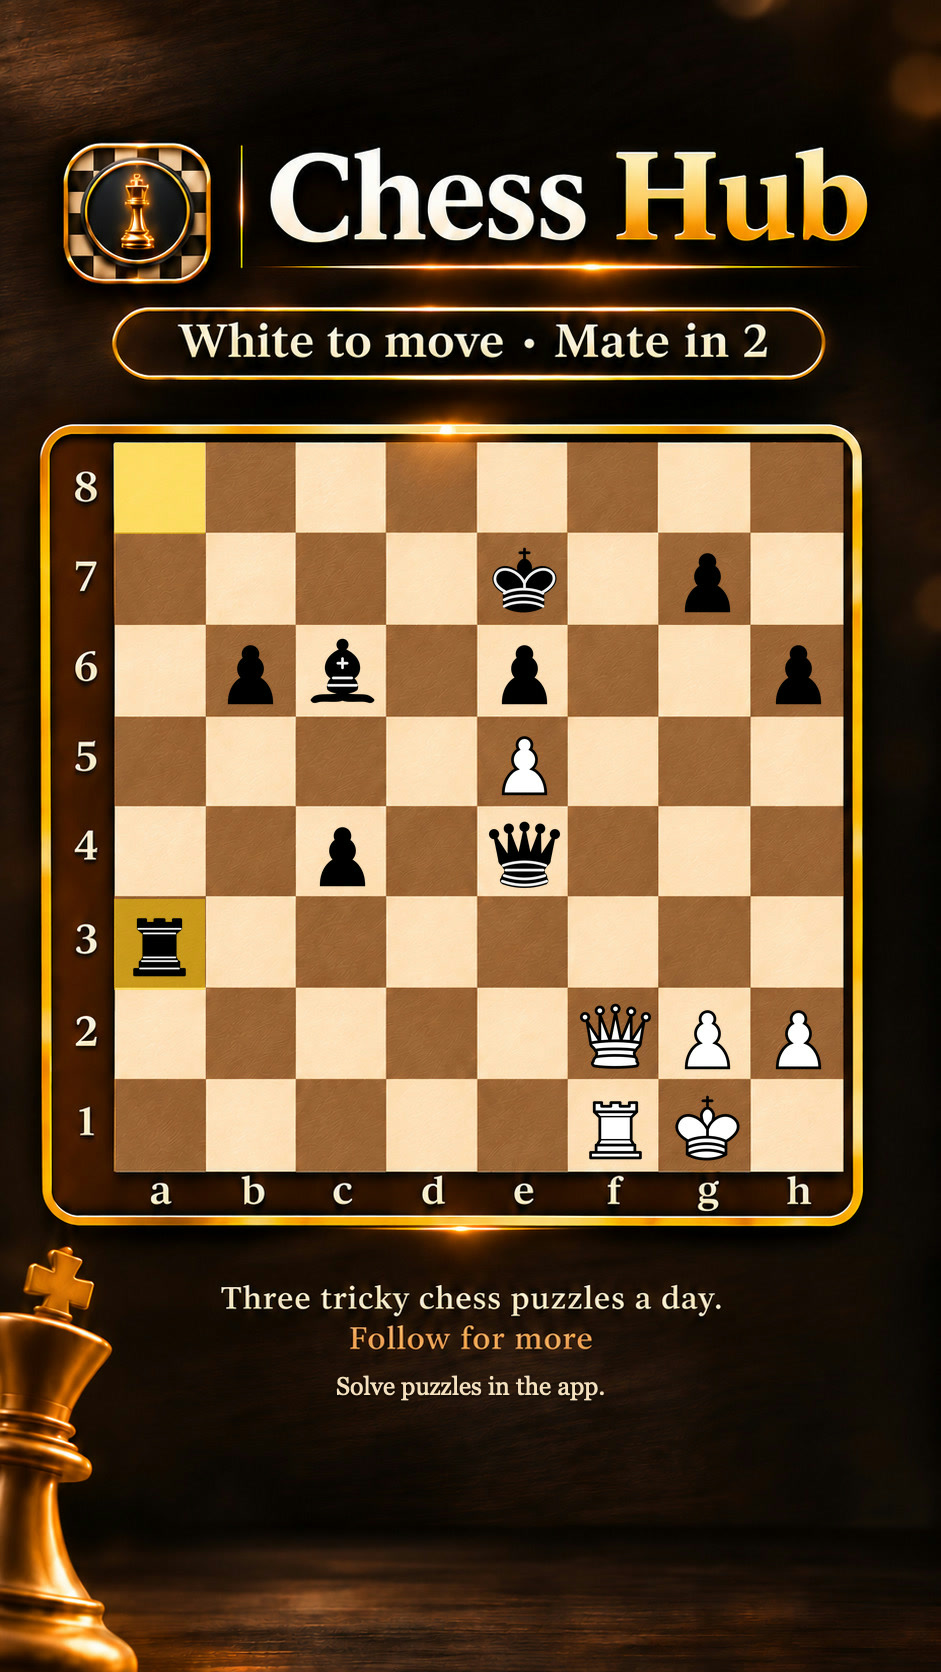 Chess Hub
White to move • Mate in 2
8
7
6
5
4
3
2
1
a b c d e f g h
Three tricky chess puzzles a day.
Follow for more
Solve puzzles in the app.